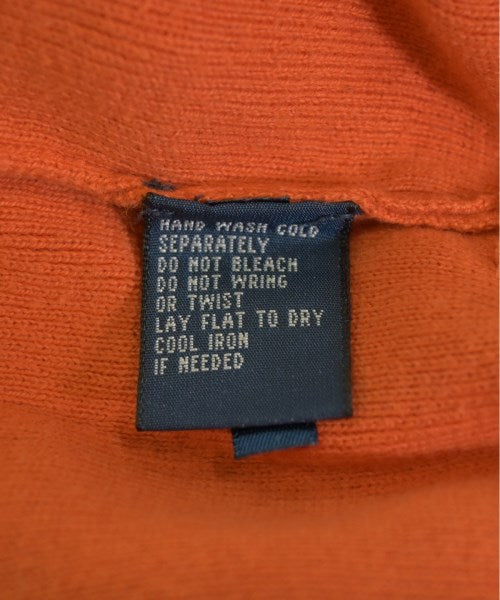 HAND WASH COLD
SEPARATELY
DO NOT BLEACH
DO NOT WRING
OR TWIST
LAY FLAT TO DRY
COOL IRON
IF NEEDED